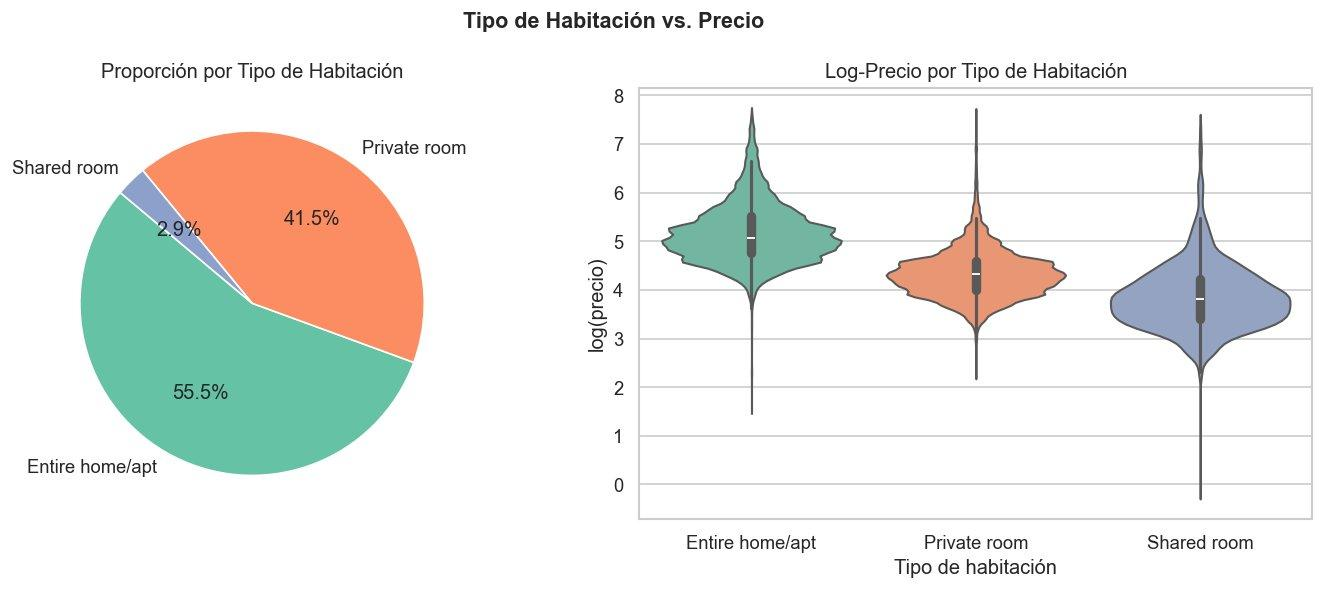 Tipo de Habitación vs. Precio
Proporción por Tipo de Habitación
Private room
Shared room
41.5%
2.9%
55.5%
Entire home/apt
Log-Precio por Tipo de Habitación
8
7
6
5
4
3
2
1
0
log(precio)
Entire home/apt Private room Shared room
Tipo de habitación